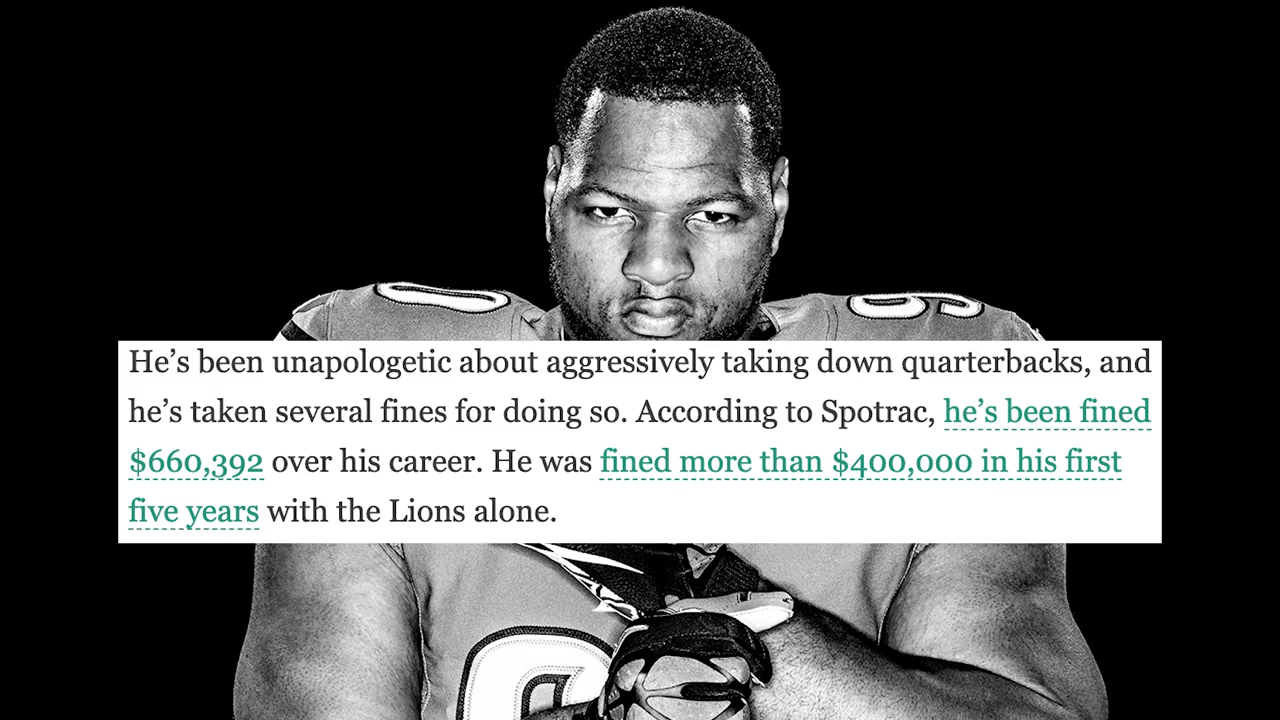 He's been unapologetic about aggressively taking down quarterbacks, and
he's taken several fines for doing so. According to Spotrac, he's been fined
$660,392 over his career. He was fined more than $400,000 in his first
five years with the Lions alone.